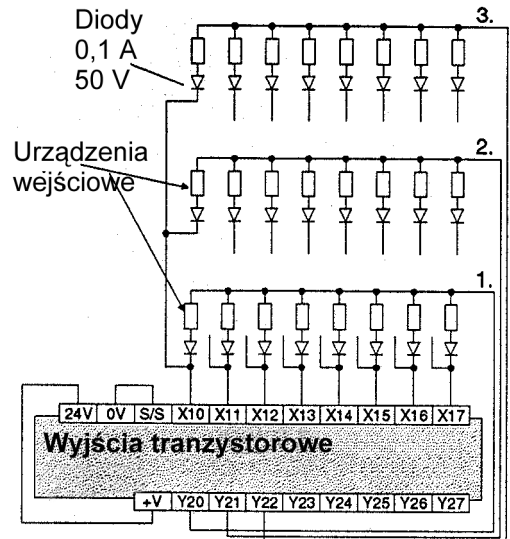 Diody
0,1 A
50 V
3.
Urządzenia
wejściowe
2.
1.
24V 0V S/S X10 X11 X12 X13 X14 X15 X16 X17
Wyjścia tranzystorowe
+V Y20 Y21 Y22 Y23 Y24 Y25 Y26 Y27